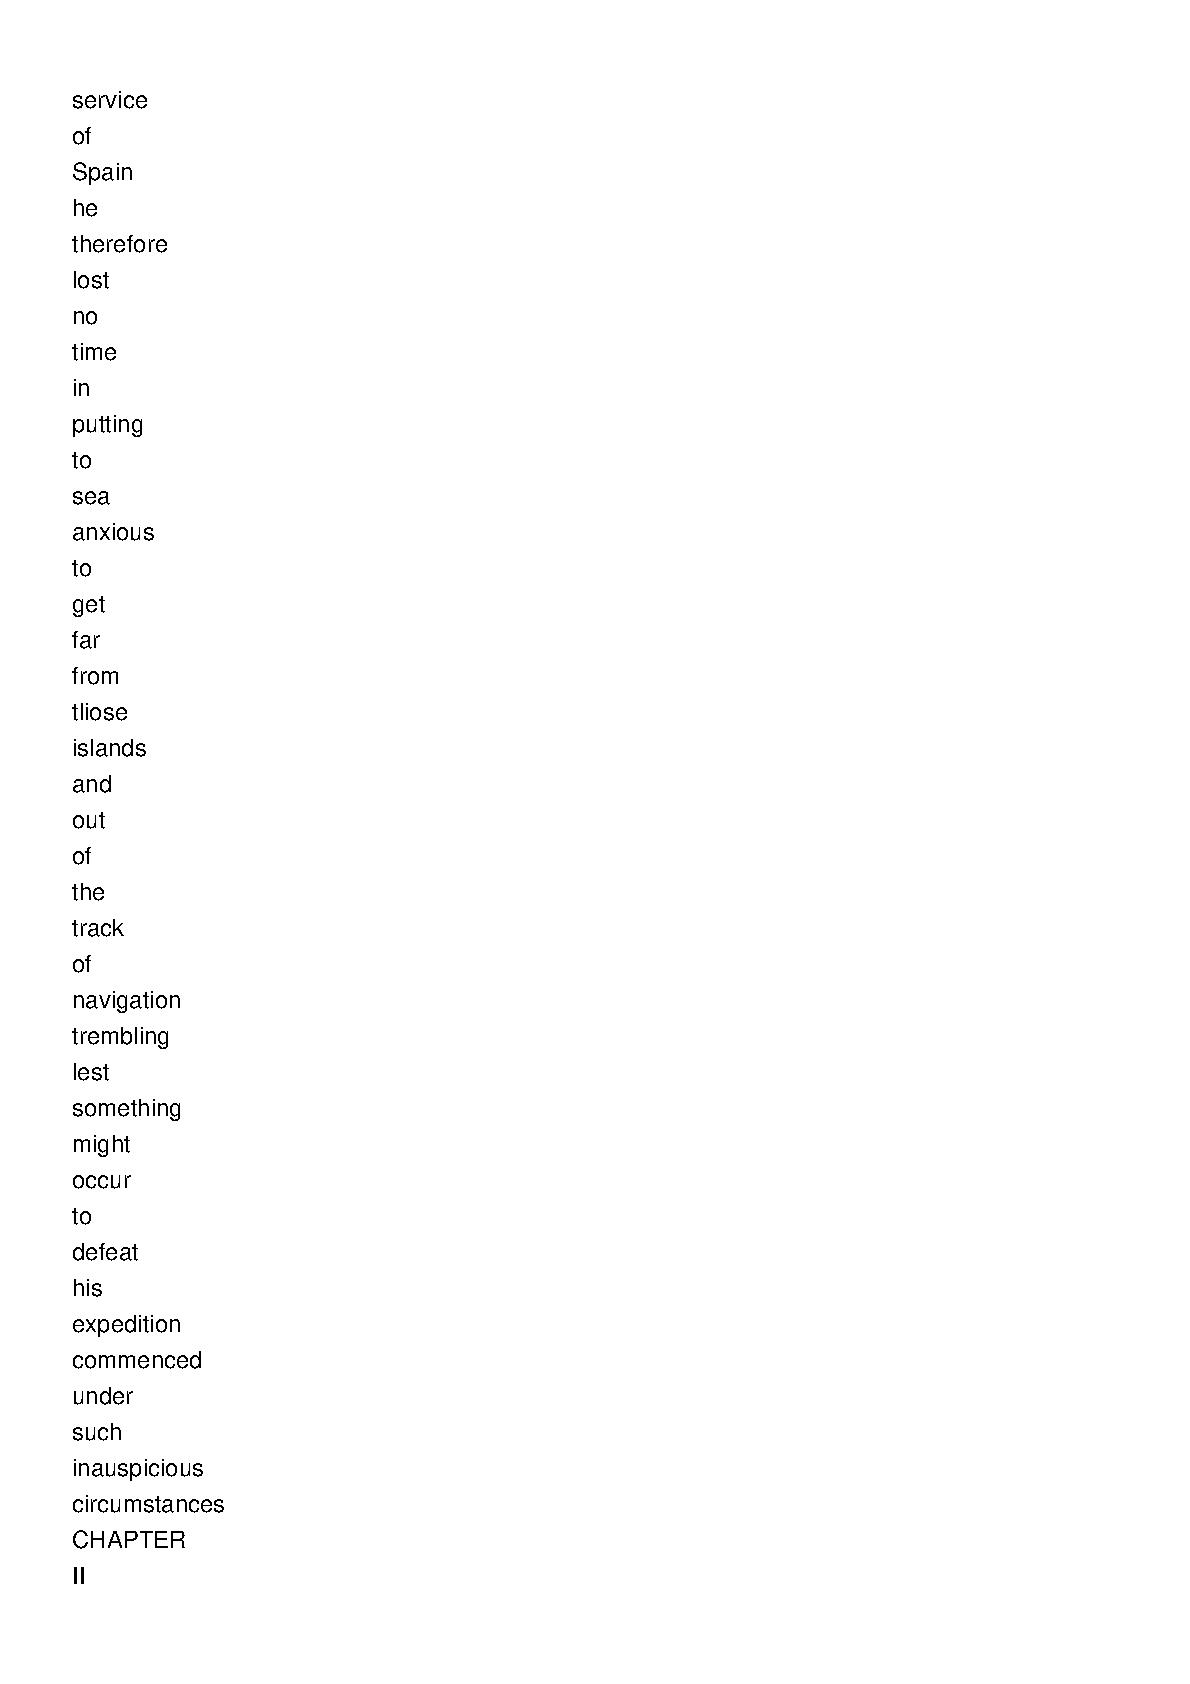 service
of
Spain
he
therefore
lost
no
time
in
putting
to
sea
anxious
to
get
far
from
tliose
islands
and
out
of
the
track
of
navigation
trembling
lest
something
might
occur
to
defeat
his
expedition
commenced
under
such
inauspicious
circumstances
CHAPTER
II